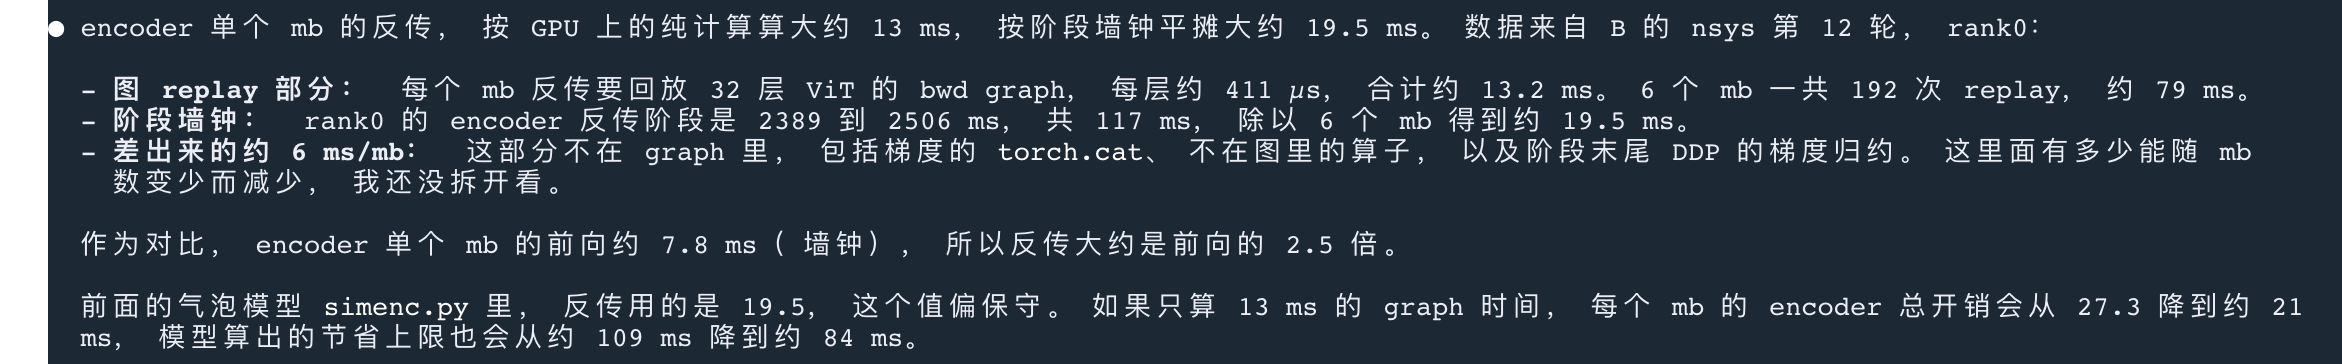 ● encoder 单个 mb 的反传, 按 GPU 上的纯计算算大约 13 ms, 按阶段墙钟平摊大约 19.5 ms。数据来自 B 的 nsys 第 12 轮, rank0:
- 图 replay 部分: 每个 mb 反传要回放 32 层 ViT 的 bwd graph, 每层约 411 µs, 合计约 13.2 ms。6 个 mb 一共 192 次 replay, 约 79 ms。
- 阶段墙钟: rank0 的 encoder 反传阶段是 2389 到 2506 ms, 共 117 ms, 除以 6 个 mb 得到约 19.5 ms。
- 差出来的约 6 ms/mb: 这部分不在 graph 里, 包括梯度的 torch.cat、不在图里的算子, 以及阶段末尾 DDP 的梯度归约。这里面有多少能随 mb
数变少而减少, 我还没拆开看。
作为对比, encoder 单个 mb 的前向约 7.8 ms( 墙钟), 所以反传大约是前向的 2.5 倍。
前面的气泡模型 simenc.py 里, 反传用的是 19.5, 这个值偏保守。如果只算 13 ms 的 graph 时间, 每个 mb 的 encoder 总开销会从 27.3 降到约 21
ms, 模型算出的节省上限也会从约 109 ms 降到约 84 ms。